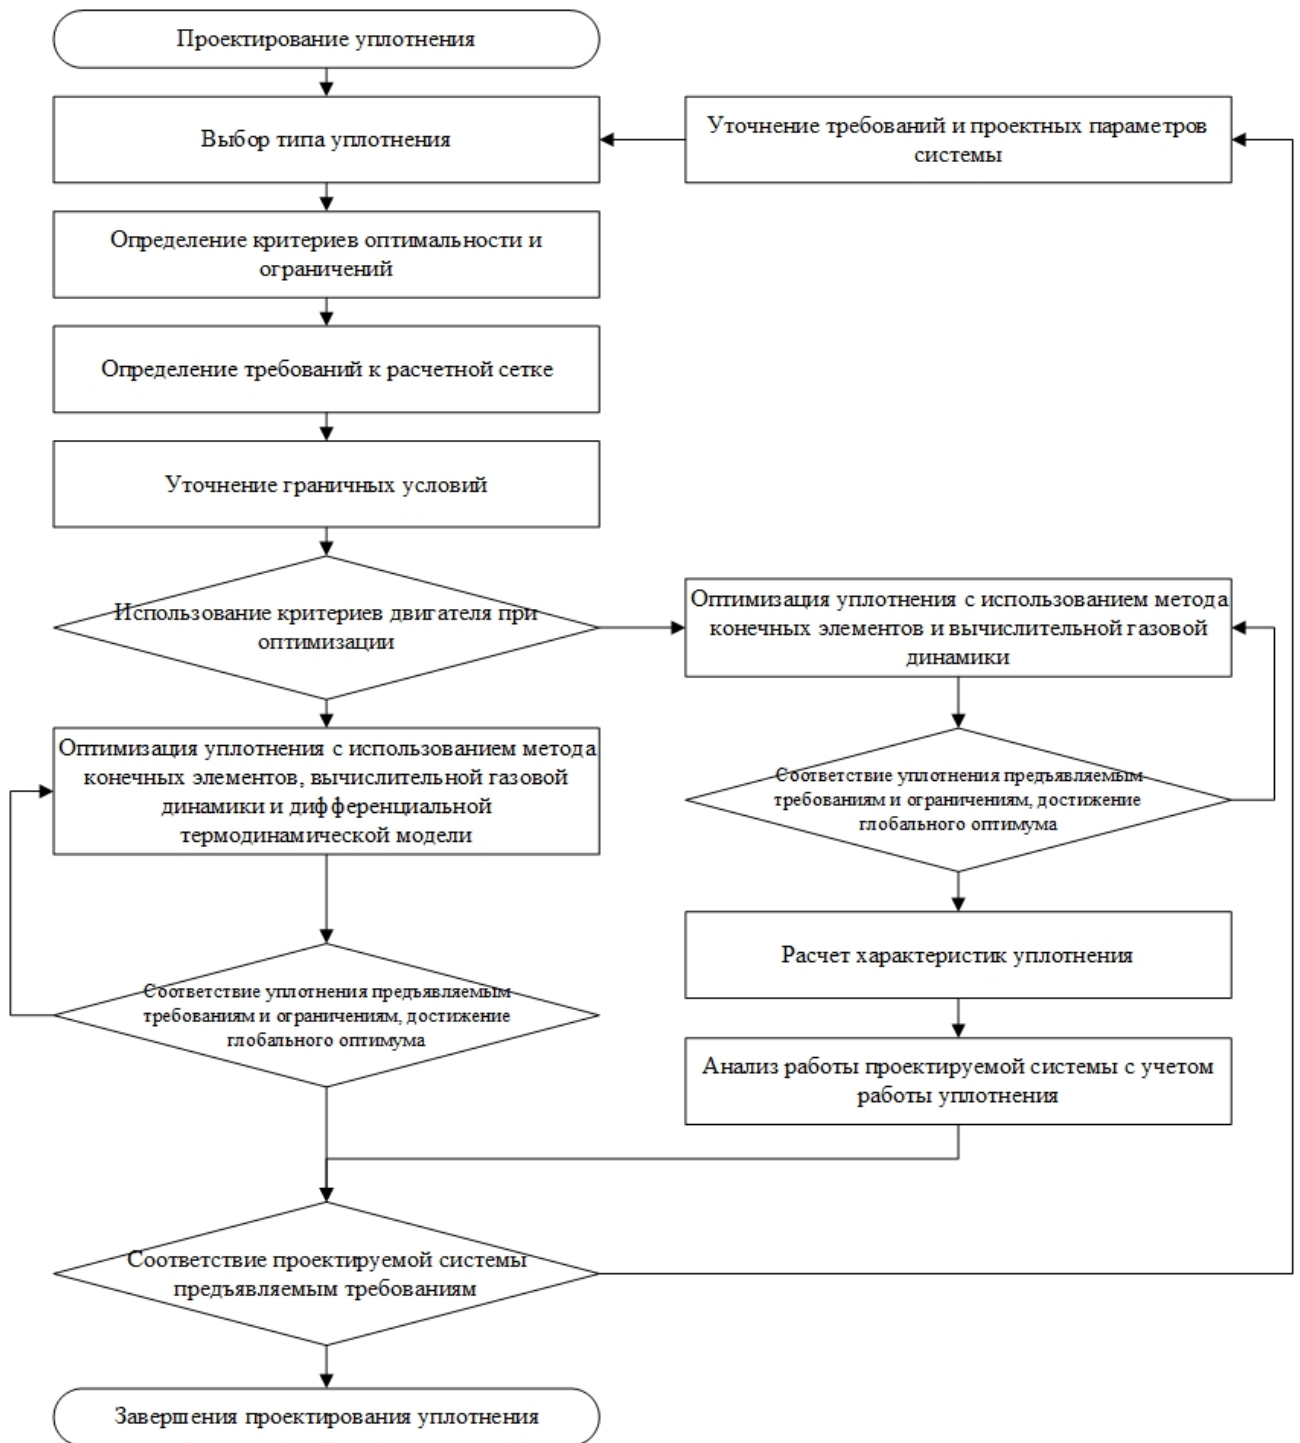 Проектирование уплотнения
Выбор типа уплотнения
Уточнение требований и проектных параметров
системы
Определение критериев оптимальности и
ограничений
Определение требований к расчетной сетке
Уточнение граничных условий
Использование критериев двигателя при
оптимизации
Оптимизация уплотнения с использованием метода
конечных элементов и вычислительной газовой
динамики
Оптимизация уплотнения с использованием метода
конечных элементов, вычислительной газовой
динамики и дифференциальной
термодинамической модели
Соответствие уплотнения предъявляемым
требованиям и ограничениям, достижение
глобального оптимума
Расчет характеристик уплотнения
Соответствие уплотнения предъявляемым
требованиям и ограничениям, достижение
глобального оптимума
Анализ работы проектируемой системы с учетом
работы уплотнения
Соответствие проектируемой системы
предъявляемым требованиям
Завершения проектирования уплотнения